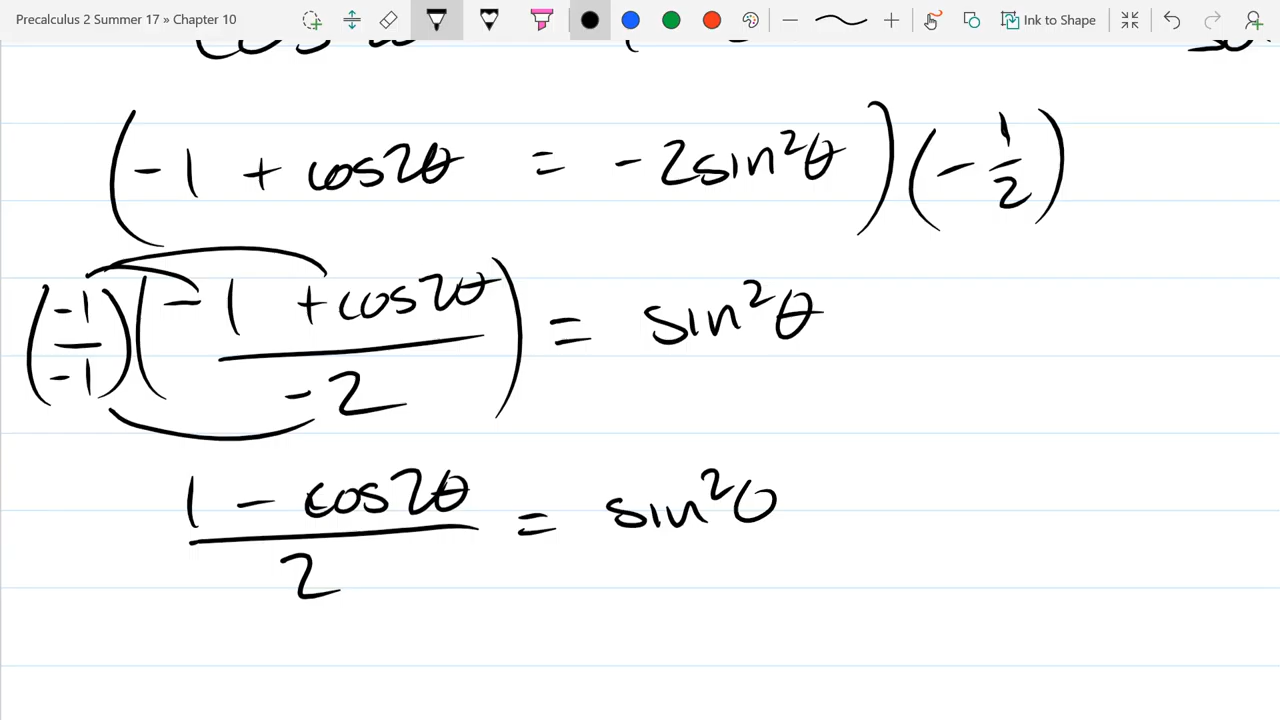 Precalculus 2 Summer 17 » Chapter 10
Ink to Shape
(-1 + cos2θ = -2sin²θ)(-1/2)
(-1/-1)((-1 + cos2θ)/-2) = sin²θ
(1 - cos2θ)/2 = sin²θ